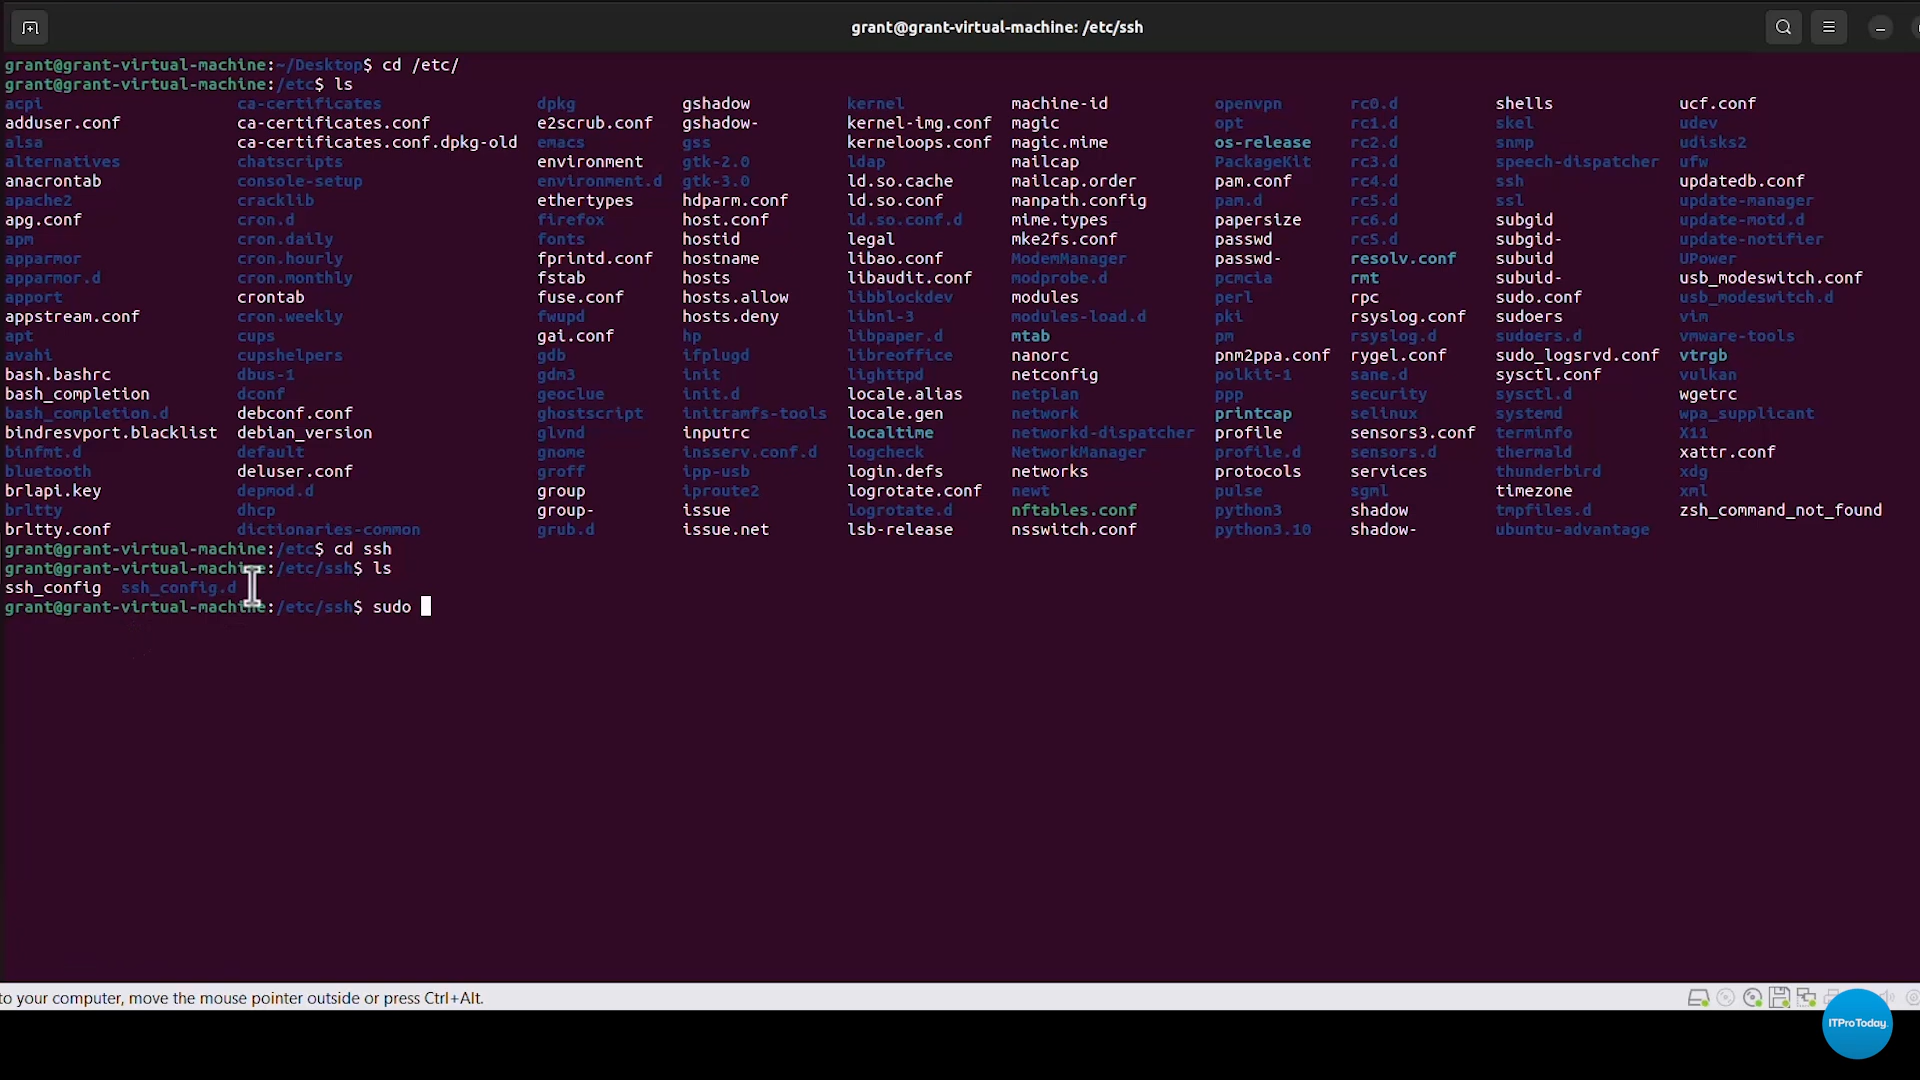 grant@grant-virtual-machine: /etc/ssh
grant@grant-virtual-machine:~/Desktop$ cd /etc/
grant@grant-virtual-machine:/etc$ ls
acpi ca-certificates dpkg gshadow kernel machine-id openvpn rc0.d shells ucf.conf
adduser.conf ca-certificates.conf e2scrub.conf gshadow- kernel-img.conf magic opt rc1.d skel udev
alsa ca-certificates.conf.dpkg-old emacs gss kerneloops.conf magic.mime os-release rc2.d snmp udisks2
alternatives chatscripts environment gtk-2.0 ldap mailcap PackageKit rc3.d speech-dispatcher ufw
anacrontab console-setup environment.d gtk-3.0 ld.so.cache mailcap.order pam.conf rc4.d ssh updatedb.conf
apache2 cracklib ethertypes hdparm.conf ld.so.conf manpath.config pam.d rc5.d ssl update-manager
apg.conf cron.d firefox host.conf ld.so.conf.d mime.types papersize rc6.d subgid update-motd.d
apm cron.daily fonts hostid legal mke2fs.conf passwd rcS.d subgid- update-notifier
apparmor cron.hourly fprintd.conf hostname libao.conf ModemManager passwd- resolv.conf subuid UPower
apparmor.d cron.monthly fstab hosts libaudit.conf modprobe.d pcmcia rmt subuid- usb_modeswitch.conf
apport crontab fuse.conf hosts.allow libblockdev modules perl rpc sudo.conf usb_modeswitch.d
appstream.conf cron.weekly fwupd hosts.deny libnl-3 modules-load.d pki rsyslog.conf sudoers vim
apt cups gai.conf hp libpaper.d mtab pm rsyslog.d sudoers.d vmware-tools
avahi cupshelpers gdb ifplugd libreoffice nanorc pnm2ppa.conf rygel.conf sudo_logsrvd.conf vtrgb
bash.bashrc dbus-1 gdm3 init lighttpd netconfig polkit-1 sane.d sysctl.conf vulkan
bash_completion dconf geoclue init.d locale.alias netplan ppp security sysctl.d wgetrc
bash_completion.d debconf.conf ghostscript initramfs-tools locale.gen network printcap selinux systemd wpa_supplicant
bindresvport.blacklist debian_version glvnd inputrc localtime networkd-dispatcher profile sensors3.conf terminfo X11
binfmt.d default gnome insserv.conf.d logcheck NetworkManager profile.d sensors.d thermald xattr.conf
bluetooth deluser.conf groff ipp-usb login.defs networks protocols services thunderbird xdg
brlapi.key depmod.d group iproute2 logrotate.conf newt pulse sgml timezone xml
brltty dhcp group- issue logrotate.d nftables.conf python3 shadow tmpfiles.d zsh_command_not_found
brltty.conf dictionaries-common grub.d issue.net lsb-release nsswitch.conf python3.10 shadow- ubuntu-advantage
grant@grant-virtual-machine:/etc$ cd ssh
grant@grant-virtual-machine:/etc/ssh$ ls
ssh_config ssh_config.d
grant@grant-virtual-machine:/etc/ssh$ sudo
to your computer, move the mouse pointer outside or press Ctrl+Alt.
ITProToday